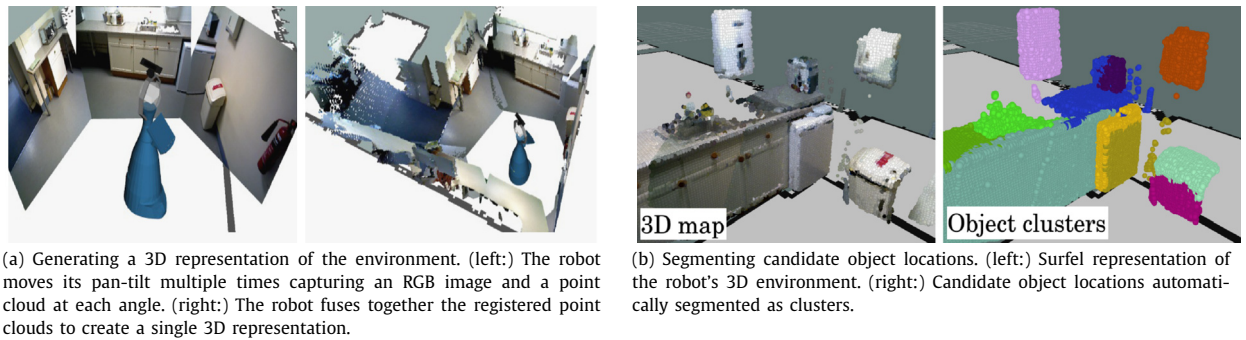 3D map
Object clusters
(a) Generating a 3D representation of the environment. (left:) The robot
moves its pan-tilt multiple times capturing an RGB image and a point
cloud at each angle. (right:) The robot fuses together the registered point
clouds to create a single 3D representation.
(b) Segmenting candidate object locations. (left:) Surfel representation of
the robot's 3D environment. (right:) Candidate object locations automati-
cally segmented as clusters.